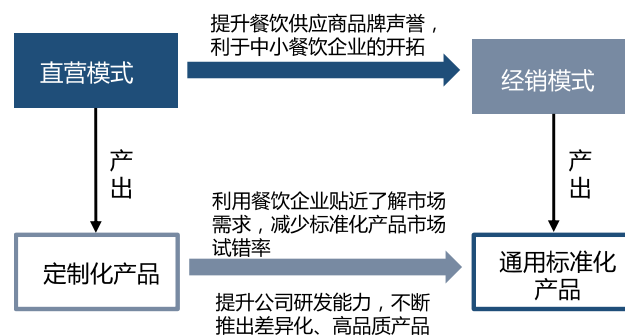 提升餐饮供应商品牌声誉，
利于中小餐饮企业的开拓
直营模式
经销模式
产
出
产
出
利用餐饮企业贴近了解市场
需求，减少标准化产品市场
试错率
定制化产品
通用标准化
产品
提升公司研发能力，不断
推出差异化、高品质产品